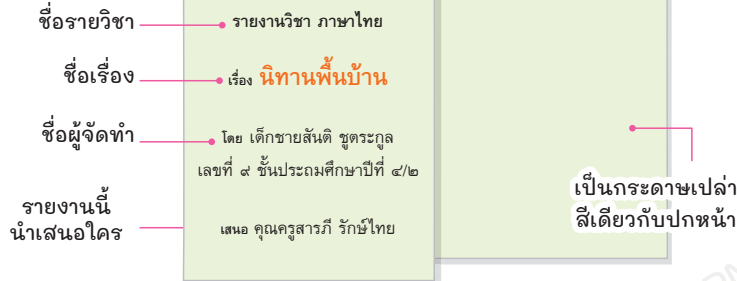 ชื่อรายวิชา
รายงานวิชา ภาษาไทย
ชื่อเรื่อง
เรื่อง นิทานพื้นบ้าน
ชื่อผู้จัดทำ
โดย เด็กชายสันติ ชูตระกูล
เลขที่ ๙ ชั้นประถมศึกษาปีที่ ๔/๒
รายงานนี้
นำเสนอใคร
เสนอ คุณครูสารภี รักษ์ไทย
เป็นกระดาษเปล่า
สีเดียวกับปกหน้า